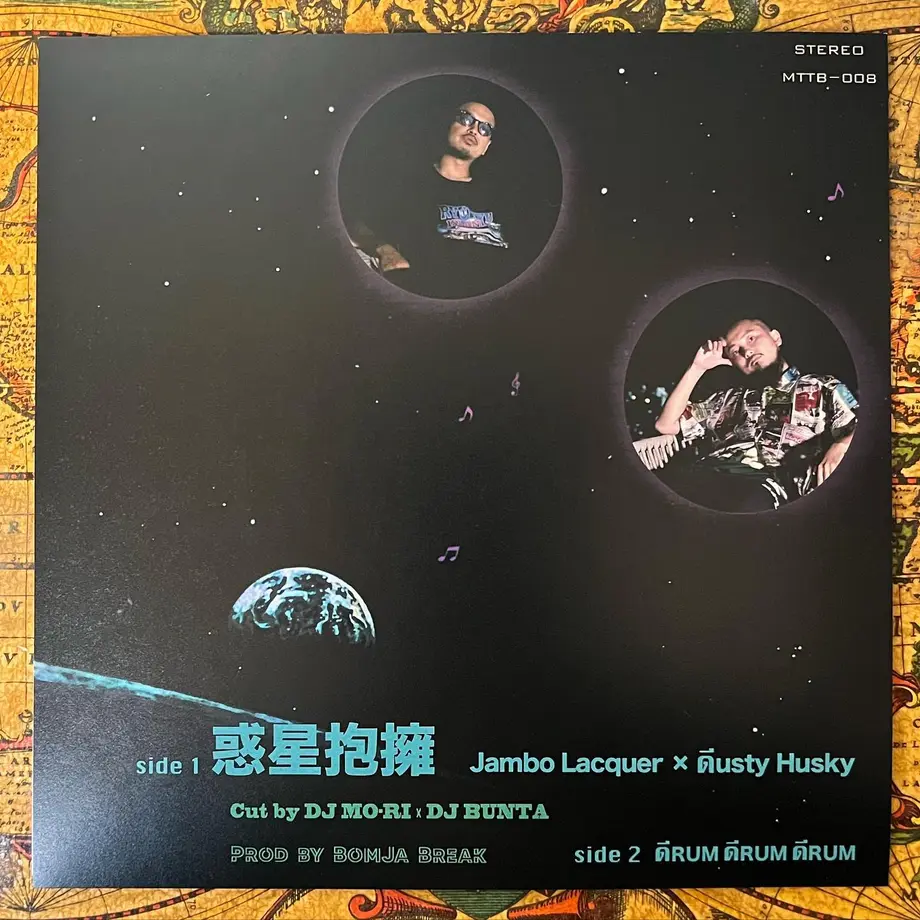 STEREO
MTTB-008
side 1 惑星抱擁 Jambo Lacquer × ดีusty Husky
Cut by DJ MO-RI x DJ BUNTA
PROD BY BOMJA BREAK
side 2 ดีRUM ดีRUM ดีRUM